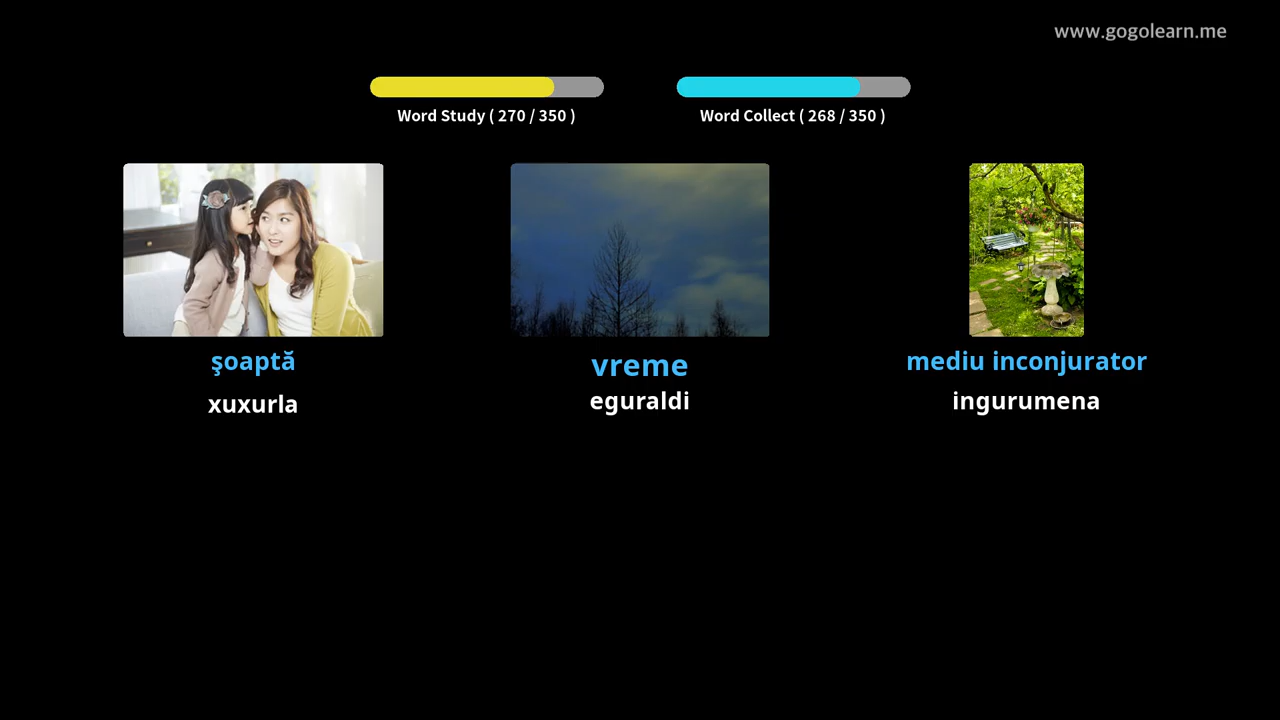 www.gogolearn.me
Word Study ( 270 / 350 )
Word Collect ( 268 / 350 )
şoaptă
vreme
mediu inconjurator
xuxurla
eguraldi
ingurumena